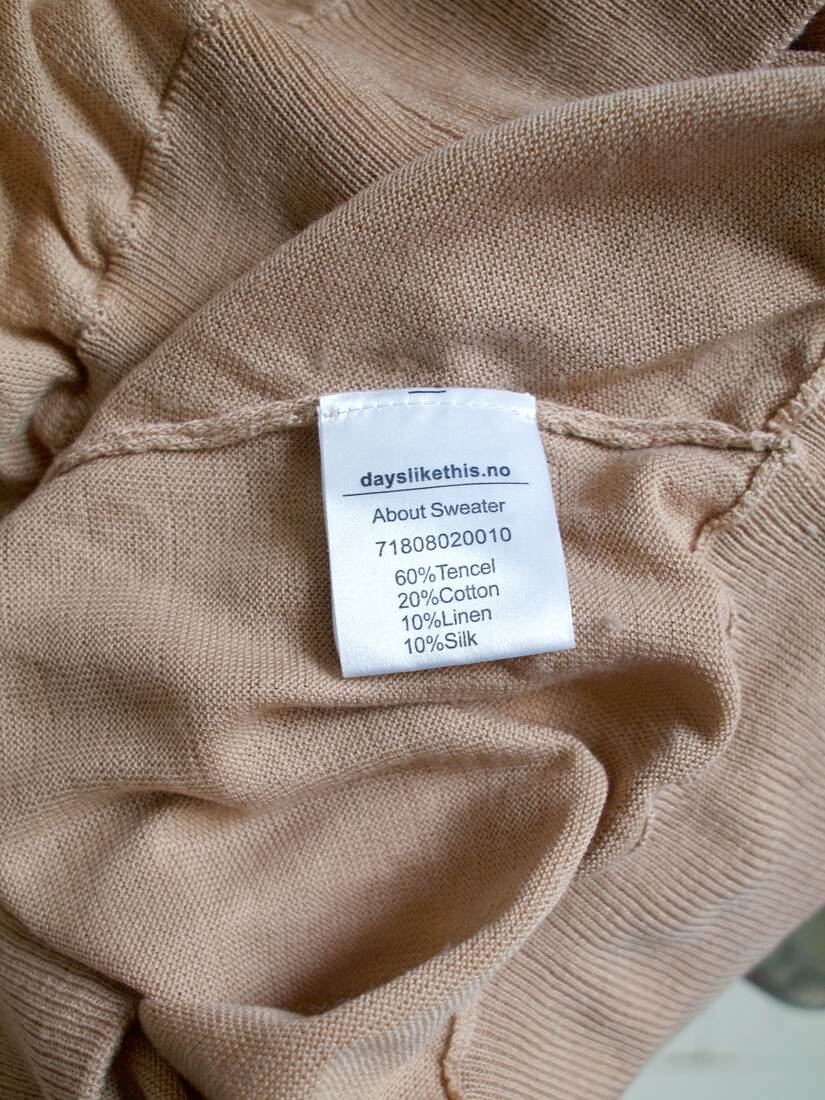 dayslikethis.no
About Sweater
71808020010
60%Tencel
20%Cotton
10%Linen
10%Silk